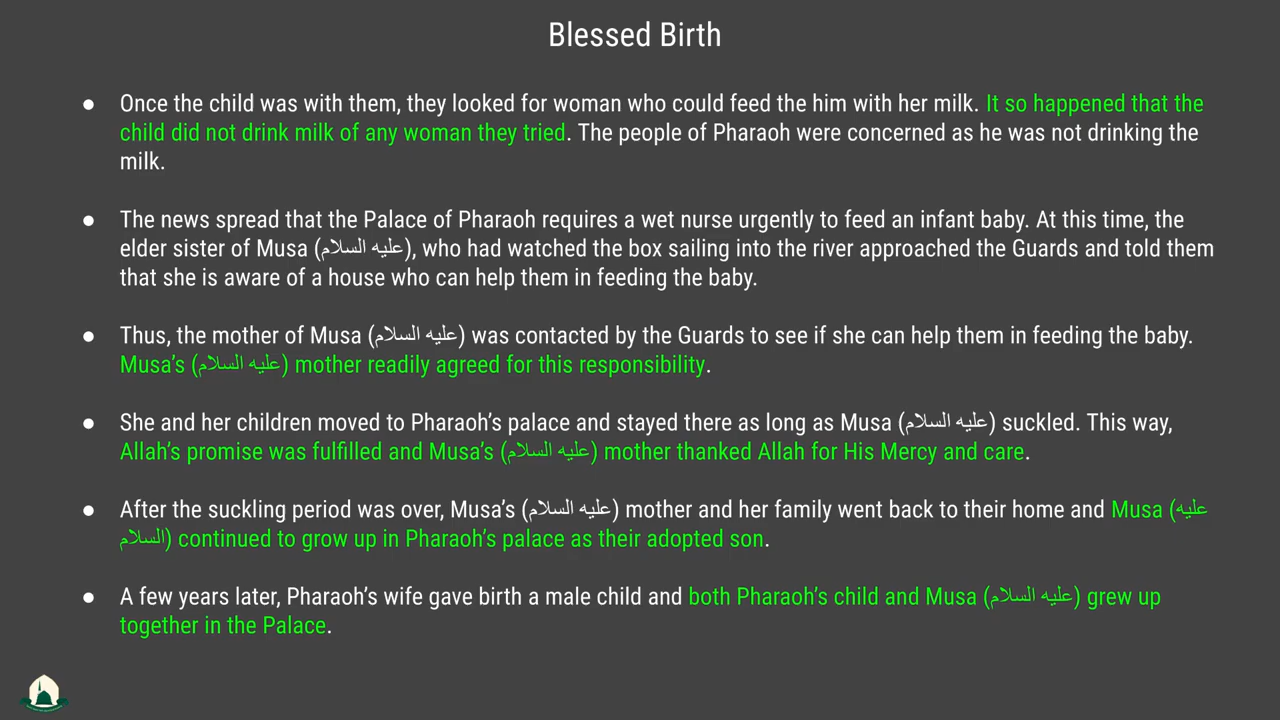 Blessed Birth
● Once the child was with them, they looked for woman who could feed the him with her milk. It so happened that the
child did not drink milk of any woman they tried. The people of Pharaoh were concerned as he was not drinking the
milk.
● The news spread that the Palace of Pharaoh requires a wet nurse urgently to feed an infant baby. At this time, the
elder sister of Musa (عليه السلام), who had watched the box sailing into the river approached the Guards and told them
that she is aware of a house who can help them in feeding the baby.
● Thus, the mother of Musa (عليه السلام) was contacted by the Guards to see if she can help them in feeding the baby.
Musa’s (عليه السلام) mother readily agreed for this responsibility.
● She and her children moved to Pharaoh’s palace and stayed there as long as Musa (عليه السلام) suckled. This way,
Allah’s promise was fulfilled and Musa’s (عليه السلام) mother thanked Allah for His Mercy and care.
● After the suckling period was over, Musa’s (عليه السلام) mother and her family went back to their home and Musa (عليه
السلام) continued to grow up in Pharaoh’s palace as their adopted son.
● A few years later, Pharaoh’s wife gave birth a male child and both Pharaoh’s child and Musa (عليه السلام) grew up
together in the Palace.